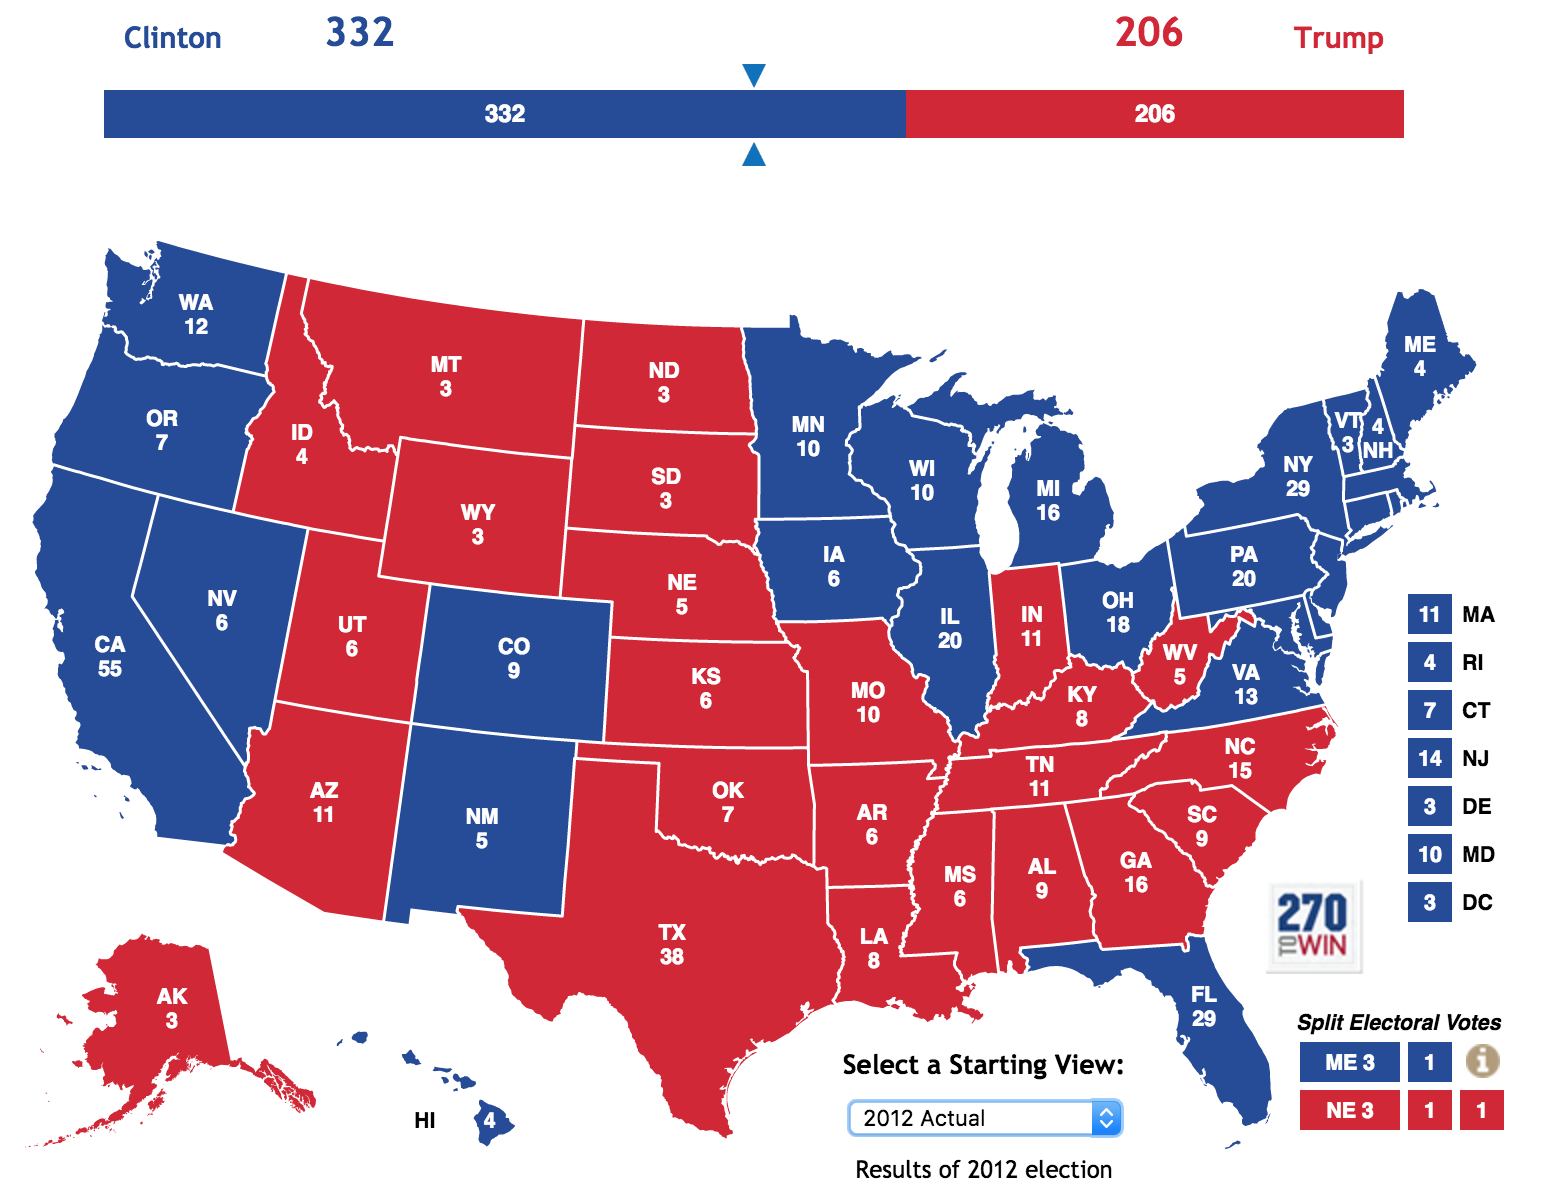 Clinton
332
206
Trump
332
206
WA
12
OR
7
CA
55
NV
6
ID
4
MT
3
WY
3
UT
6
AZ
11
CO
9
NM
5
ND
3
SD
3
NE
5
KS
6
OK
7
TX
38
MN
10
IA
6
MO
10
AR
6
LA
8
WI
10
IL
20
MI
16
IN
11
OH
18
KY
8
TN
11
MS
6
AL
9
GA
16
FL
29
SC
9
NC
15
VA
13
WV
5
PA
20
NY
29
VT
3
4
NH
ME
4
11 MA
4 RI
7 CT
14 NJ
3 DE
10 MD
3 DC
AK
3
HI
4
270
TO WIN
Select a Starting View:
2012 Actual
Results of 2012 election
Split Electoral Votes
ME 3 1 i
NE 3 1 1